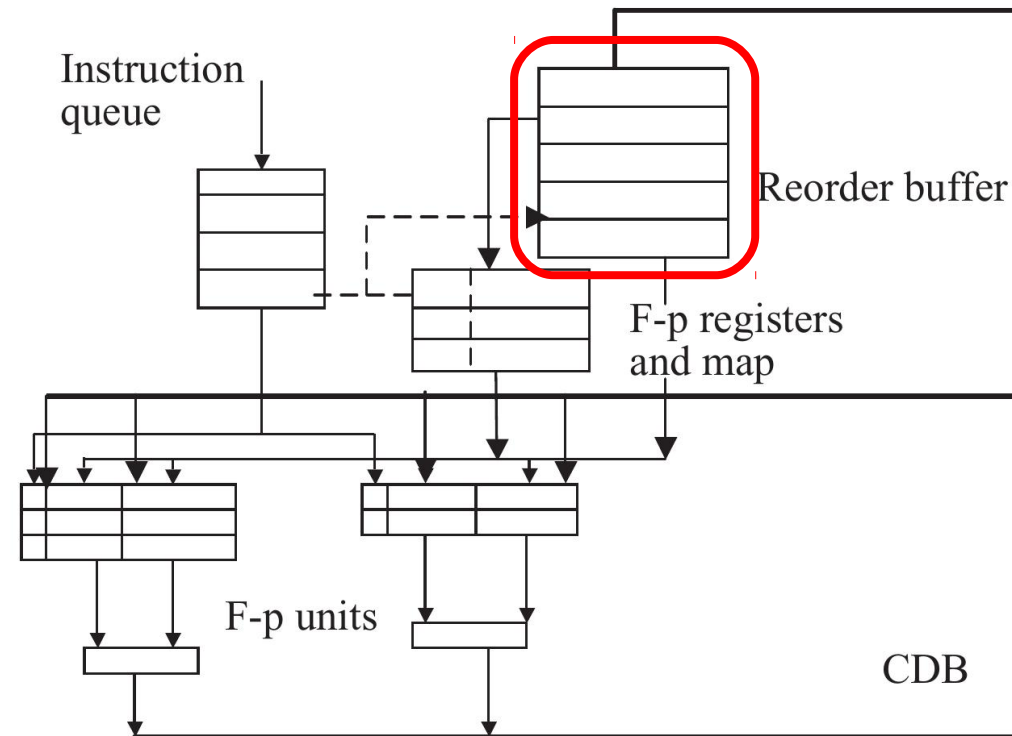 Instruction
queue
Reorder buffer
F-p registers
and map
F-p units
CDB